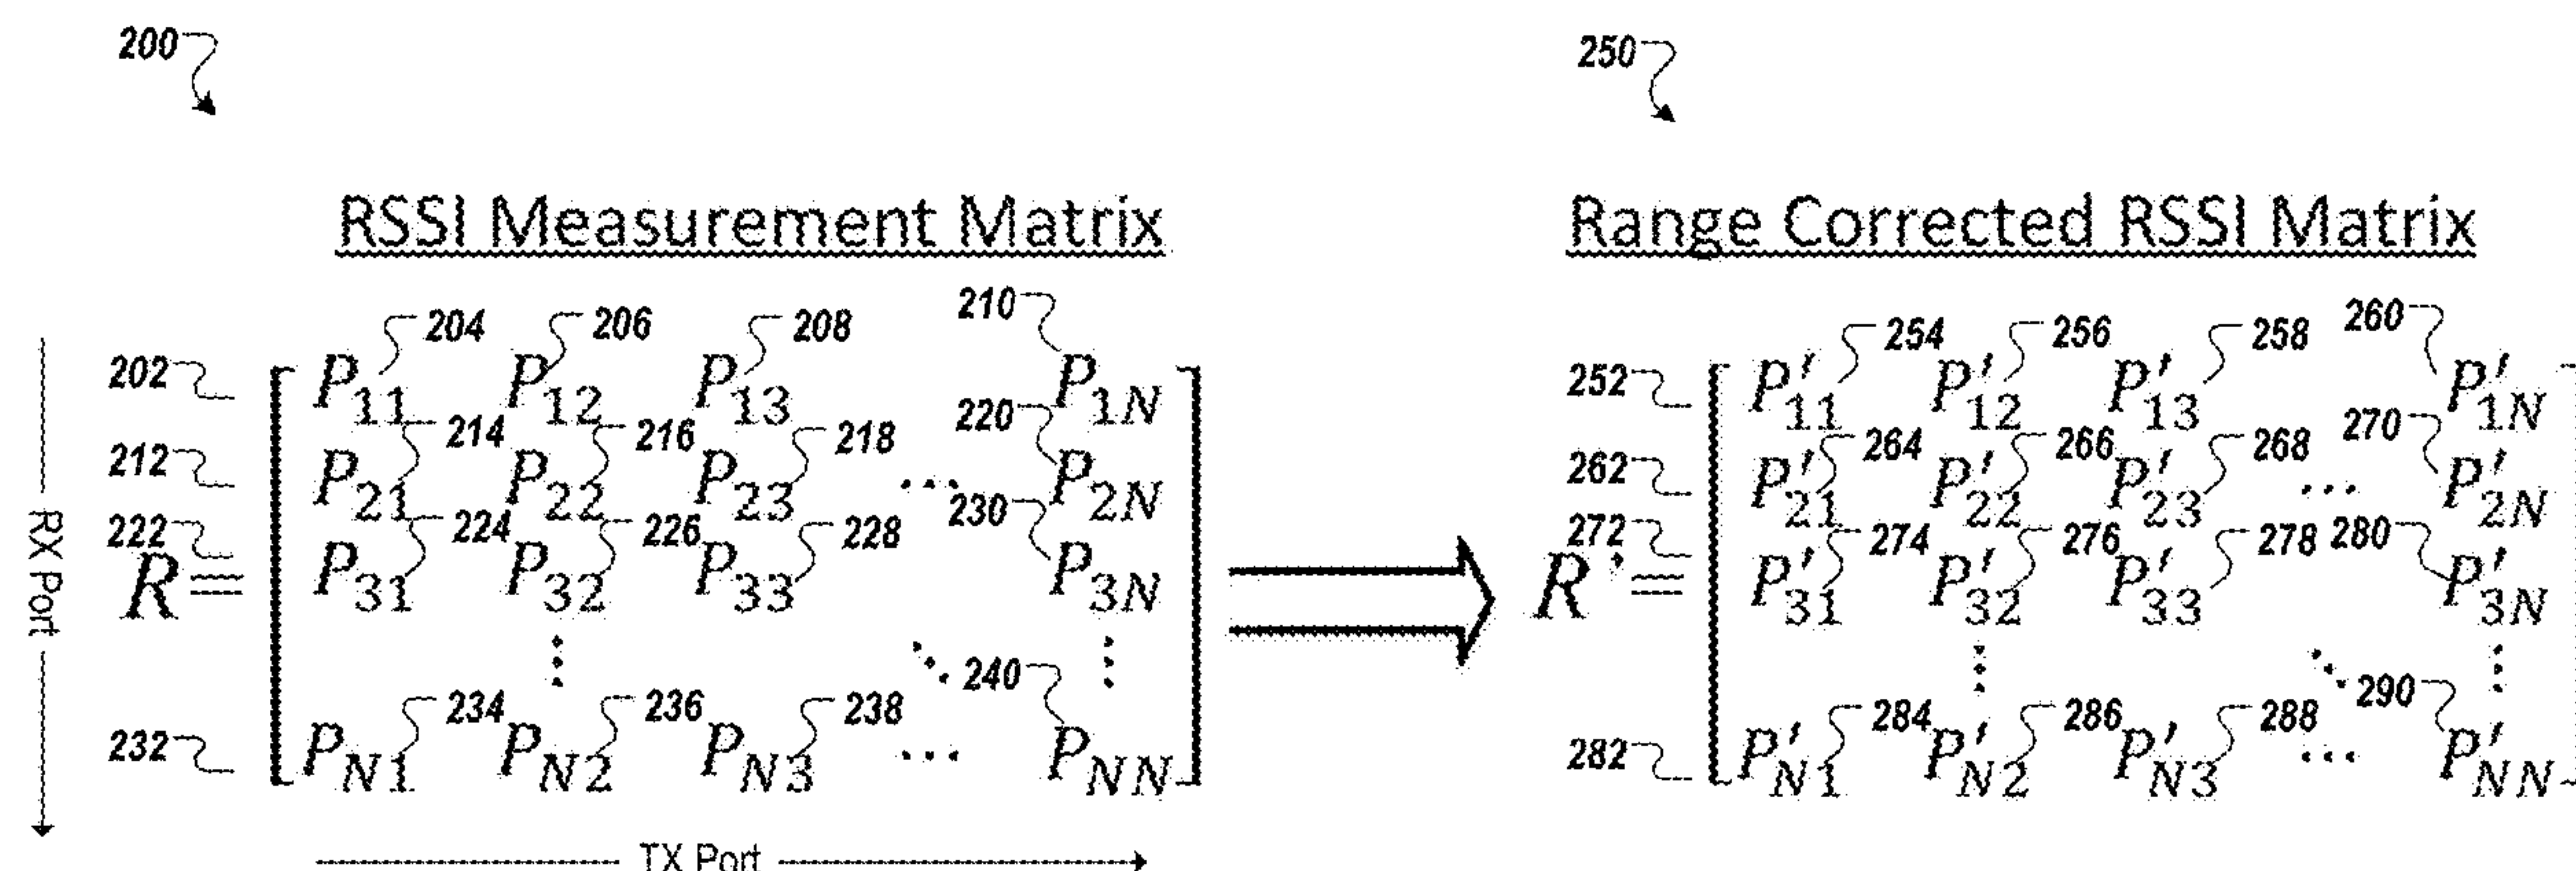 200
250
RSSI Measurement Matrix
Range Corrected RSSI Matrix
204 206 208 210
202 P11 P12 P13 P1N
214 216 218 220
212 P21 P22 P23 ... P2N
224 226 228 230
222 P31 P32 P33 P3N
R =
234 236 238 240
232 PN1 PN2 PN3 ... PNN
RX Port
TX Port
254 256 258 260
252 P'11 P'12 P'13 P'1N
264 266 268 270
262 P'21 P'22 P'23 ... P'2N
274 276 278 280
272 P'31 P'32 P'33 P'3N
R' =
284 286 288 290
282 P'N1 P'N2 P'N3 ... P'NN